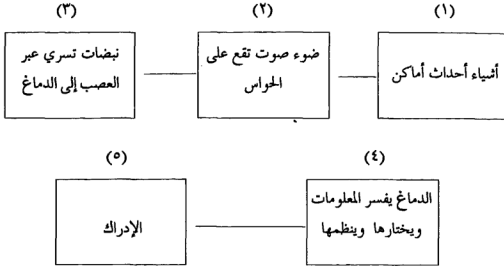 (١)
أشياء أحداث أماكن
(٢)
ضوء صوت تقع على
الحواس
(٣)
نبضات تسري عبر
العصب إلى الدماغ
(٤)
الدماغ يفسر المعلومات
ويختارها وينظمها
(٥)
الإدراك